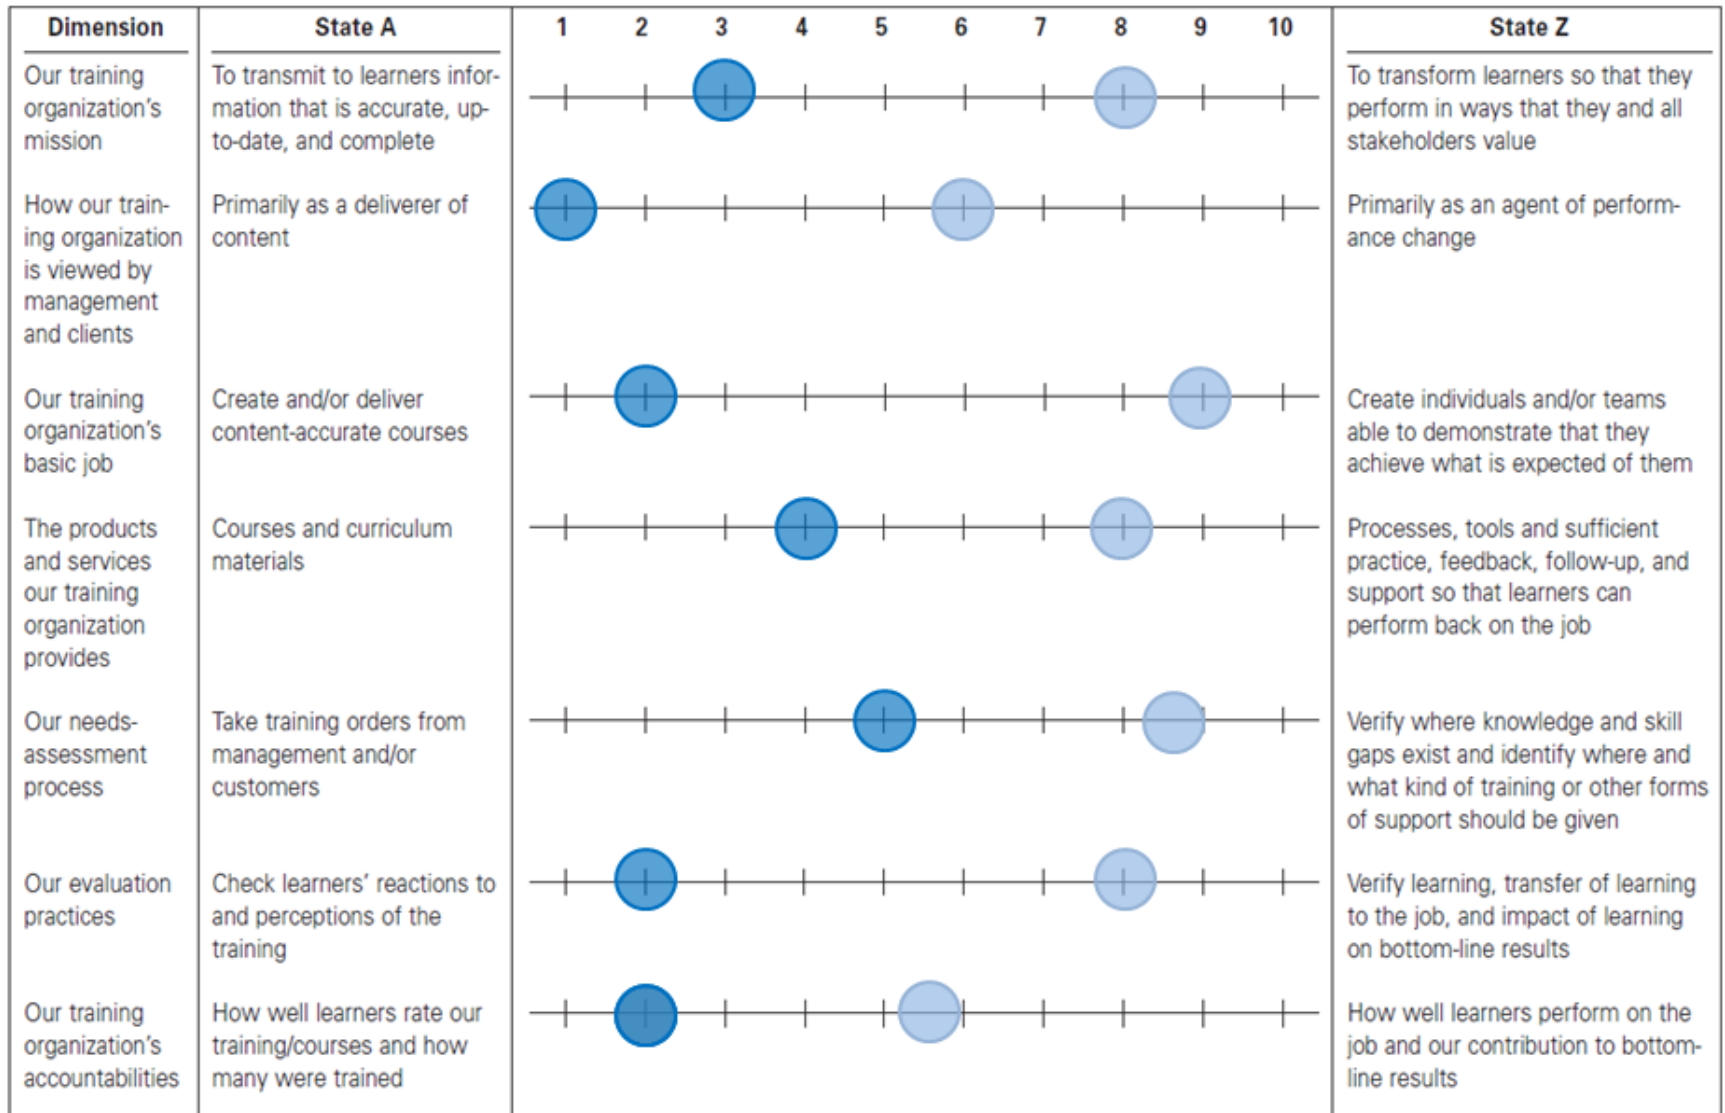 Dimension
State A
1 2 3 4 5 6 7 8 9 10
State Z
Our training
organization's
mission
To transmit to learners infor-
mation that is accurate, up-
to-date, and complete
To transform learners so that they
perform in ways that they and all
stakeholders value
How our train-
ing organization
is viewed by
management
and clients
Primarily as a deliverer of
content
Primarily as an agent of perform-
ance change
Our training
organization's
basic job
Create and/or deliver
content-accurate courses
Create individuals and/or teams
able to demonstrate that they
achieve what is expected of them
The products
and services
our training
organization
provides
Courses and curriculum
materials
Processes, tools and sufficient
practice, feedback, follow-up, and
support so that learners can
perform back on the job
Our needs-
assessment
process
Take training orders from
management and/or
customers
Verify where knowledge and skill
gaps exist and identify where and
what kind of training or other forms
of support should be given
Our evaluation
practices
Check learners' reactions to
and perceptions of the
training
Verify learning, transfer of learning
to the job, and impact of learning
on bottom-line results
Our training
organization's
accountabilities
How well learners rate our
training/courses and how
many were trained
How well learners perform on the
job and our contribution to bottom-
line results